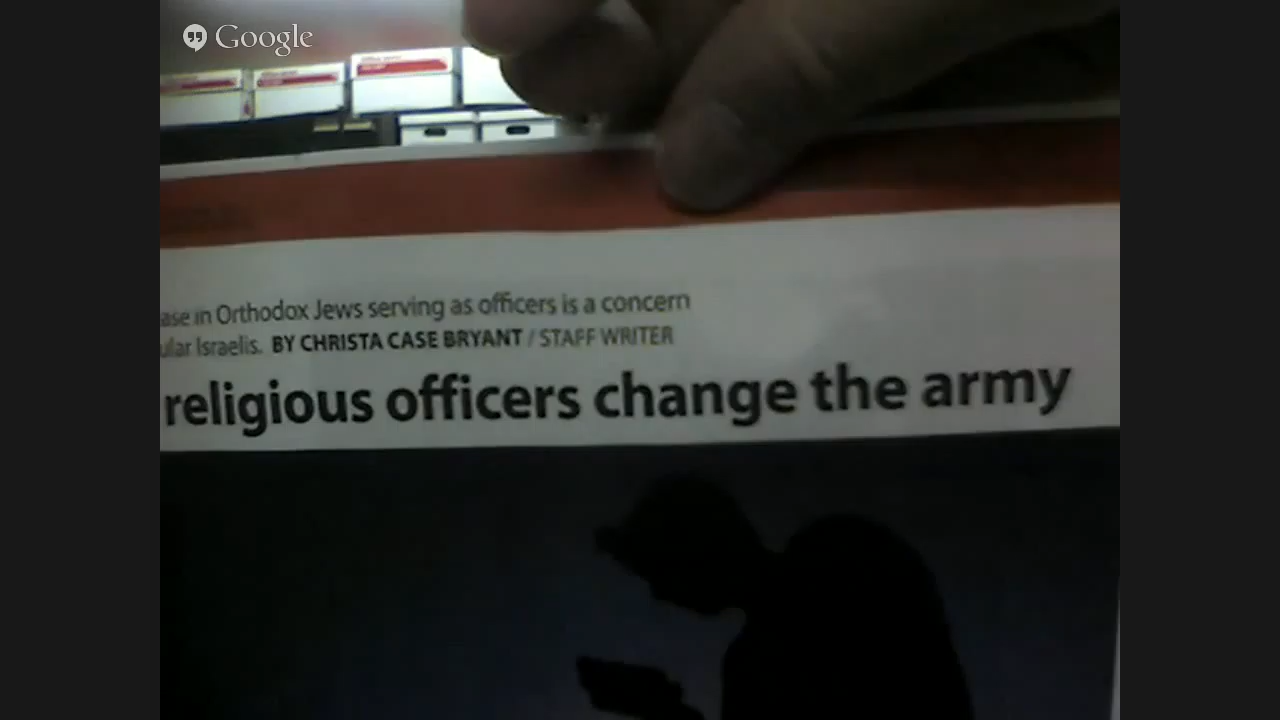 Google
ase in Orthodox Jews serving as officers is a concern
ular Israelis. BY CHRISTA CASE BRYANT / STAFF WRITER
religious officers change the army